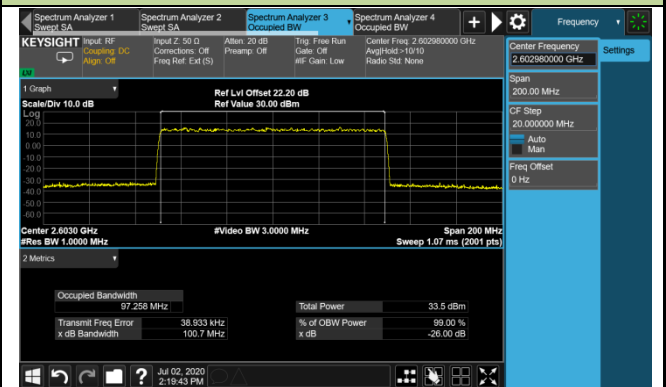 Spectrum Analyzer 1
Swept SA
Spectrum Analyzer 2
Swept SA
Spectrum Analyzer 3
Occupied BW
Spectrum Analyzer 4
Occupied BW
Frequency
KEYSIGHT
Input: RF
Coupling: DC
Align: Off
Input Z: 50 Ω
Corrections: Off
Freq Ref: Ext (S)
Atten: 20 dB
Preamp: Off
Trig: Free Run
Gate: Off
#IF Gain: Low
Center Freq: 2.602980000 GHz
Avg|Hold:>10/10
Radio Std: None
Center Frequency
2.602980000 GHz
Settings
Span
200.00 MHz
CF Step
20.000000 MHz
Auto
Man
Freq Offset
0 Hz
1 Graph
Scale/Div 10.0 dB
Ref Lvl Offset 22.20 dB
Ref Value 30.00 dBm
Log
20.0
10.0
0.00
-10.0
-20.0
-30.0
-40.0
-50.0
-60.0
Center 2.6030 GHz
#Res BW 1.0000 MHz
#Video BW 3.0000 MHz
Span 200 MHz
Sweep 1.07 ms (2001 pts)
2 Metrics
Occupied Bandwidth
97.258 MHz
Total Power 33.5 dBm
Transmit Freq Error 38.933 kHz
% of OBW Power 99.00 %
x dB Bandwidth 100.7 MHz
x dB -26.00 dB
?
Jul 02, 2020
2:19:43 PM